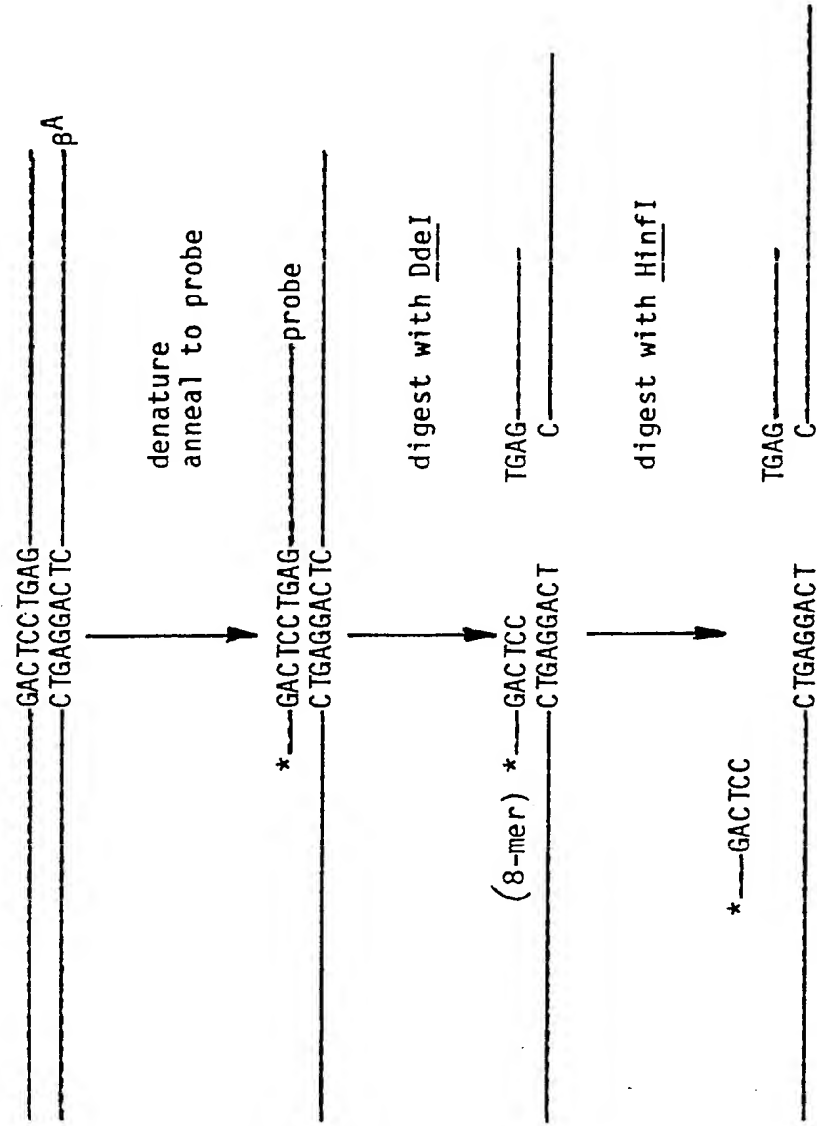 GACTCCTGAG
CTGAGGACTC βA
denature
anneal to probe
* GACTCCTGAG probe
CTGAGGACTC
digest with DdeI
(8-mer) * GACTCC TGAG
CTGAGGACT C
digest with HinfI
* GACTCC TGAG
CTGAGGACT C